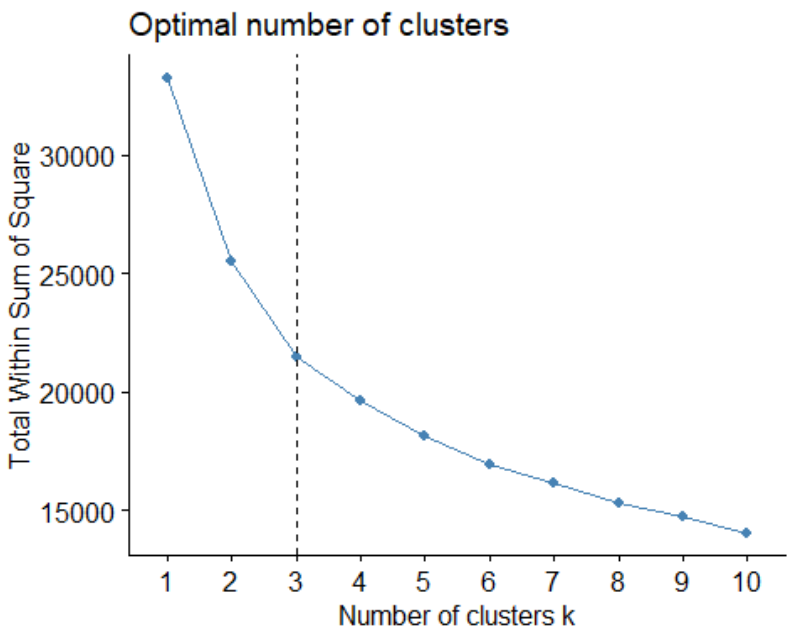 Optimal number of clusters
Total Within Sum of Square
30000
25000
20000
15000
1 2 3 4 5 6 7 8 9 10
Number of clusters k